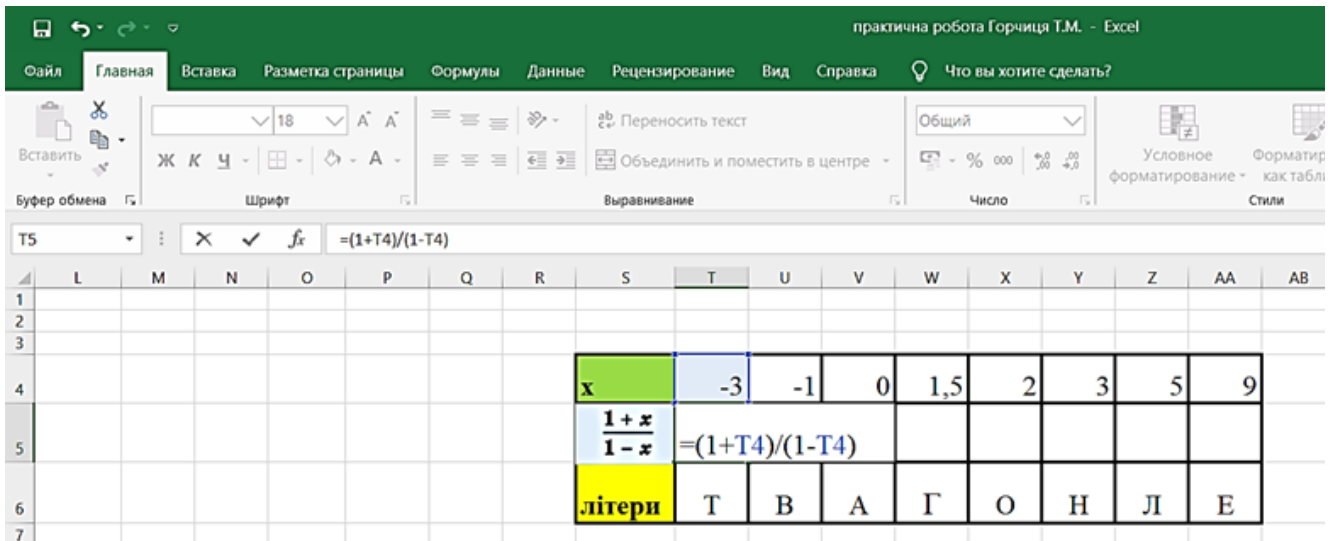 практична робота Горчиця Т.М. - Excel
Файл Главная Вставка Разметка страницы Формулы Данные Рецензирование Вид Справка Что вы хотите сделать?
18 A A ab Переносить текст Общий
Вставить Ж К Ч A Объединить и поместить в центре % 000 Условное форматирование Форматир как табли
Буфер обмена Шрифт Выравнивание Число Стили
T5 fx =(1+T4)/(1-T4)
L M N O P Q R S T U V W X Y Z AA AB
1
2
3
4 x -3 -1 0 1,5 2 3 5 9
5 1 + x / 1 - x =(1+T4)/(1-T4)
6 літери Т В А Г О Н Л Е
7